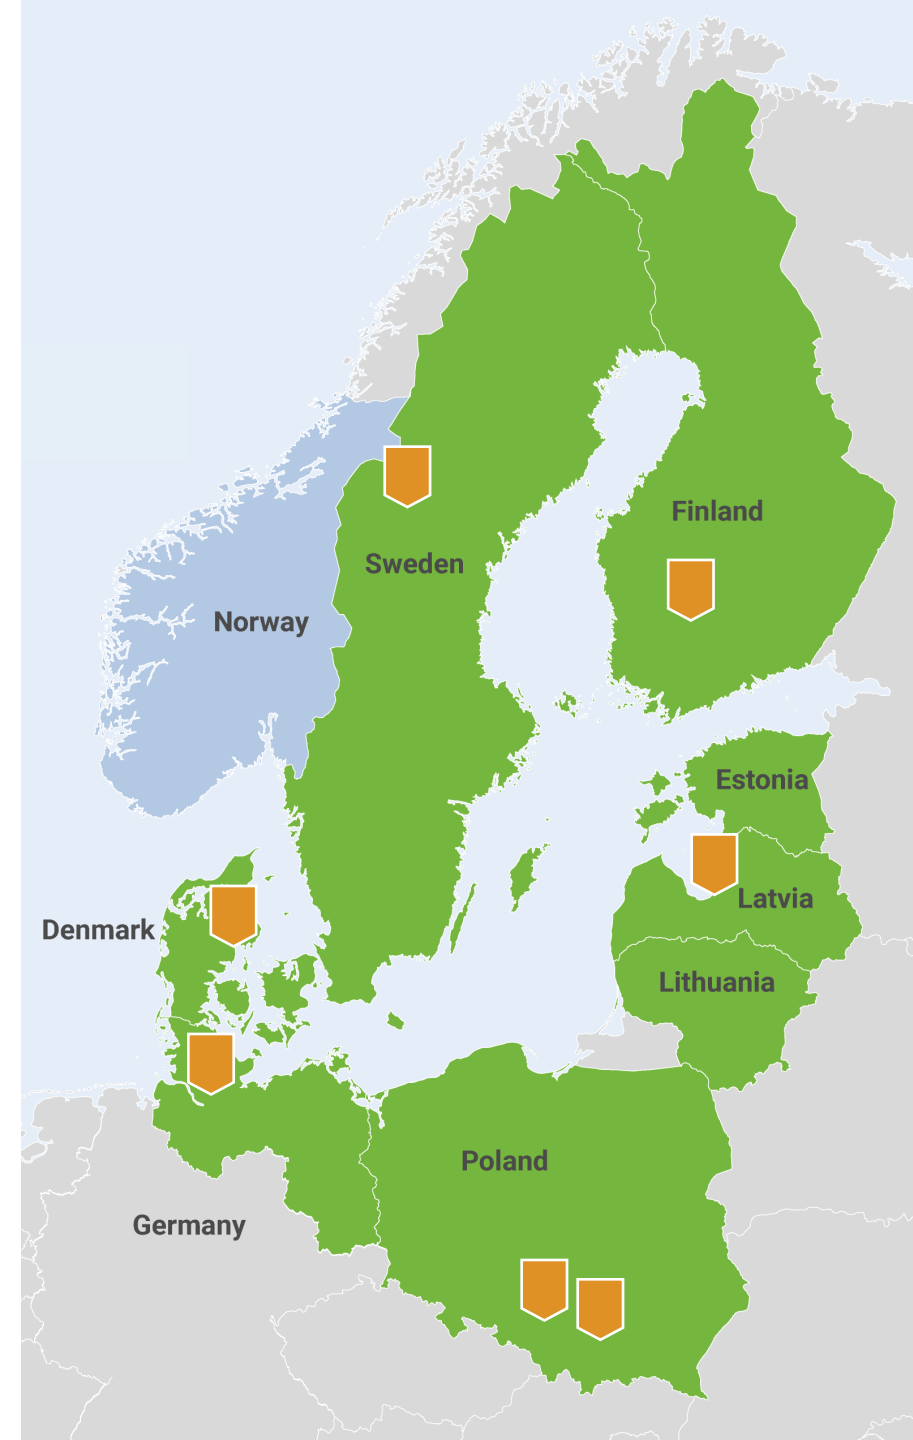 Finland
Sweden
Norway
Estonia
Latvia
Denmark
Lithuania
Poland
Germany